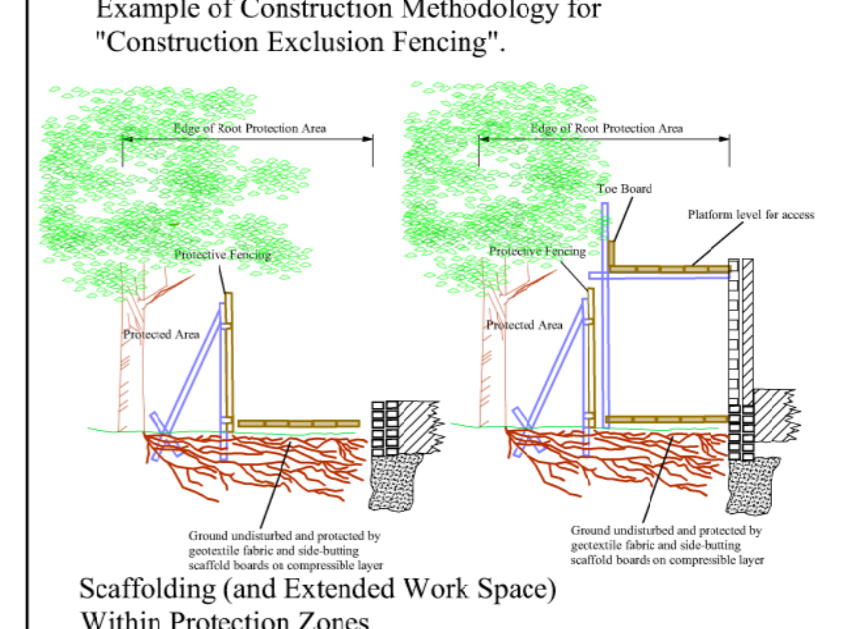 Example of Construction Methodology for
"Construction Exclusion Fencing".
Edge of Root Protection Area
Edge of Root Protection Area
Toe Board
Platform level for access
Protective Fencing
Protective Fencing
Protected Area
Protected Area
Ground undisturbed and protected by
geotextile fabric and side-butting
scaffold boards on compressible layer
Ground undisturbed and protected by
geotextile fabric and side-butting
scaffold boards on compressible layer
Scaffolding (and Extended Work Space)
Within Protection Zones